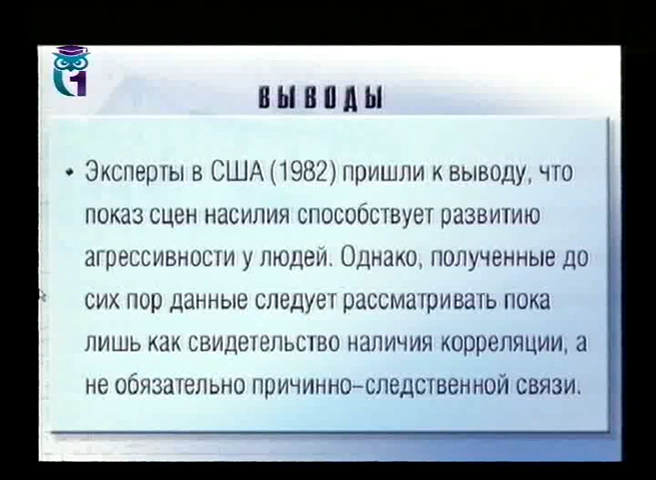 1
ВЫВОДЫ
• Эксперты в США (1982) пришли к выводу, что
показ сцен насилия способствует развитию
агрессивности у людей. Однако, полученные до
сих пор данные следует рассматривать пока
лишь как свидетельство наличия корреляции, а
не обязательно причинно–следственной связи.